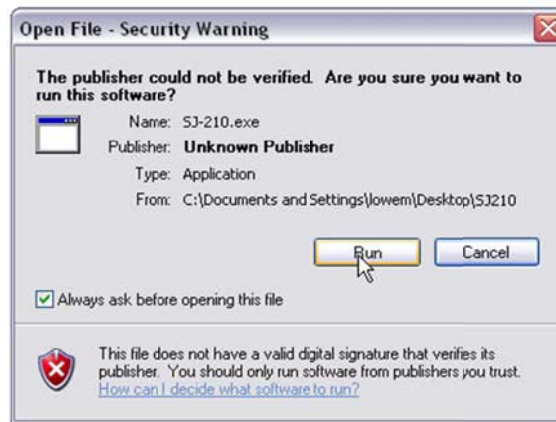 Open File - Security Warning
The publisher could not be verified. Are you sure you want to
run this software?
Name: SJ-210.exe
Publisher: Unknown Publisher
Type: Application
From: C:\Documents and Settings\lowem\Desktop\SJ210
Run Cancel
Always ask before opening this file
This file does not have a valid digital signature that verifies its
publisher. You should only run software from publishers you trust.
How can I decide what software to run?